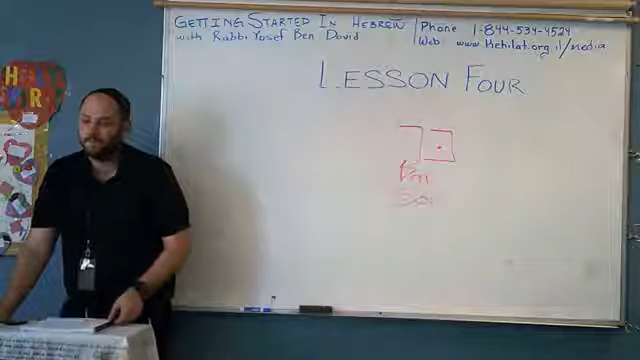 GETTING STARTED IN HEBREW
with Rabbi Yosef Ben David
Phone 1-844-534-4524
Web: www.Kehilat.org.il/media
LESSON FOUR